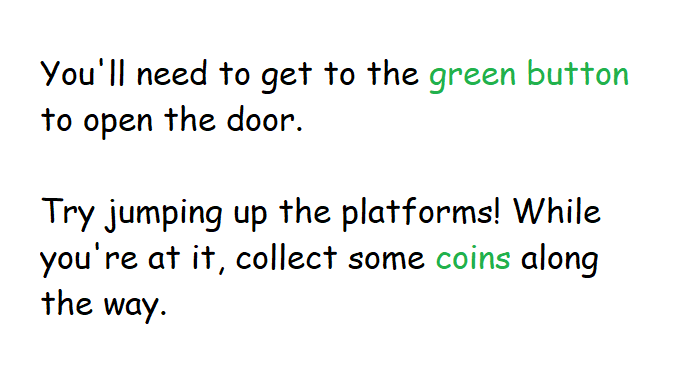 You'll need to get to the green button
to open the door.
Try jumping up the platforms! While
you're at it, collect some coins along
the way.